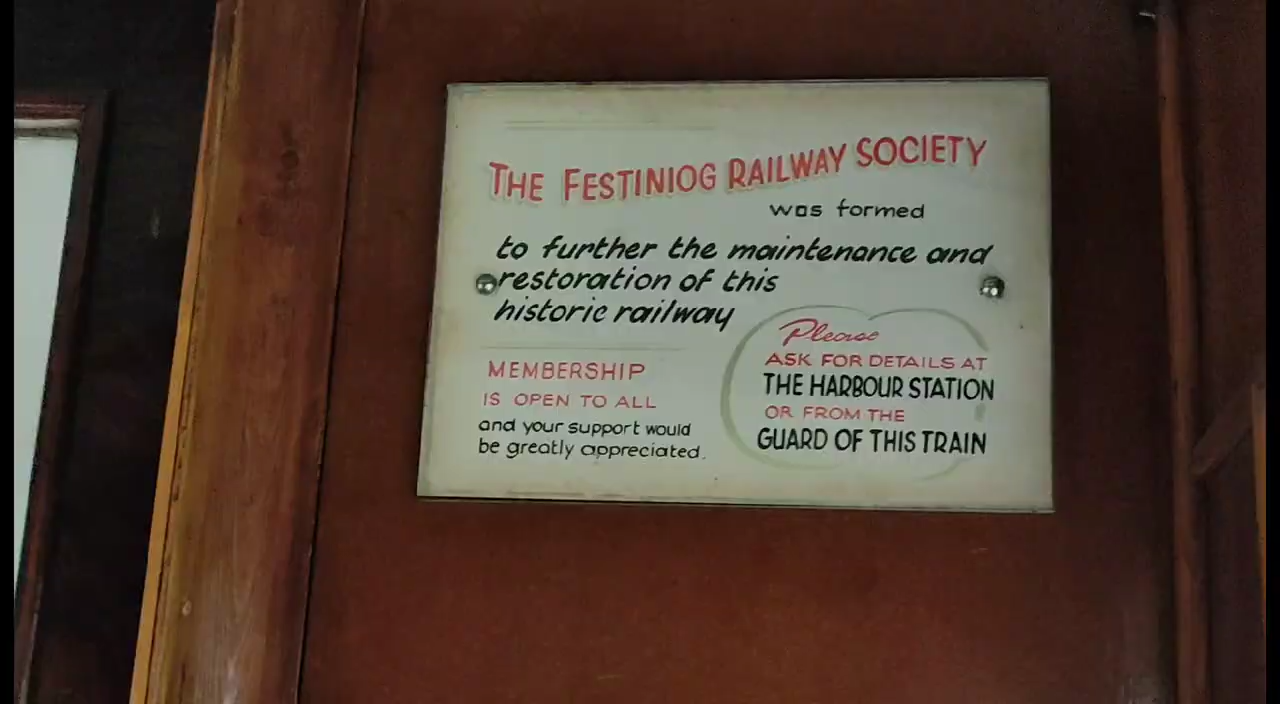 THE FESTINIOG RAILWAY SOCIETY
was formed
to further the maintenance and
restoration of this
historic railway
MEMBERSHIP
IS OPEN TO ALL
and your support would
be greatly appreciated.
Please
ASK FOR DETAILS AT
THE HARBOUR STATION
OR FROM THE
GUARD OF THIS TRAIN